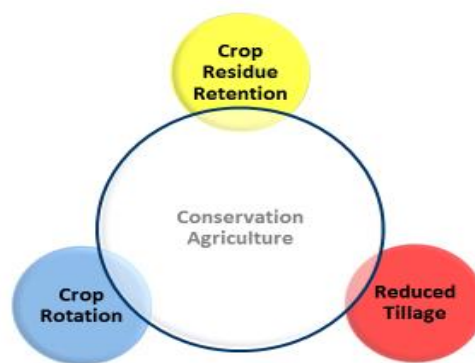 Crop
Residue
Retention
Conservation
Agriculture
Crop
Rotation
Reduced
Tillage